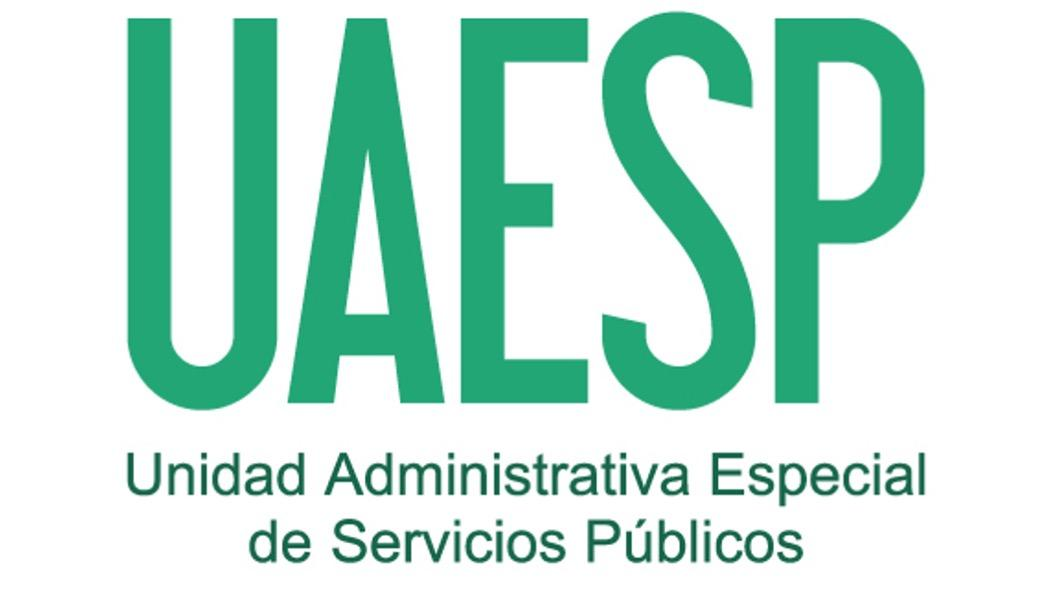 UAESP
Unidad Administrativa Especial
de Servicios Públicos